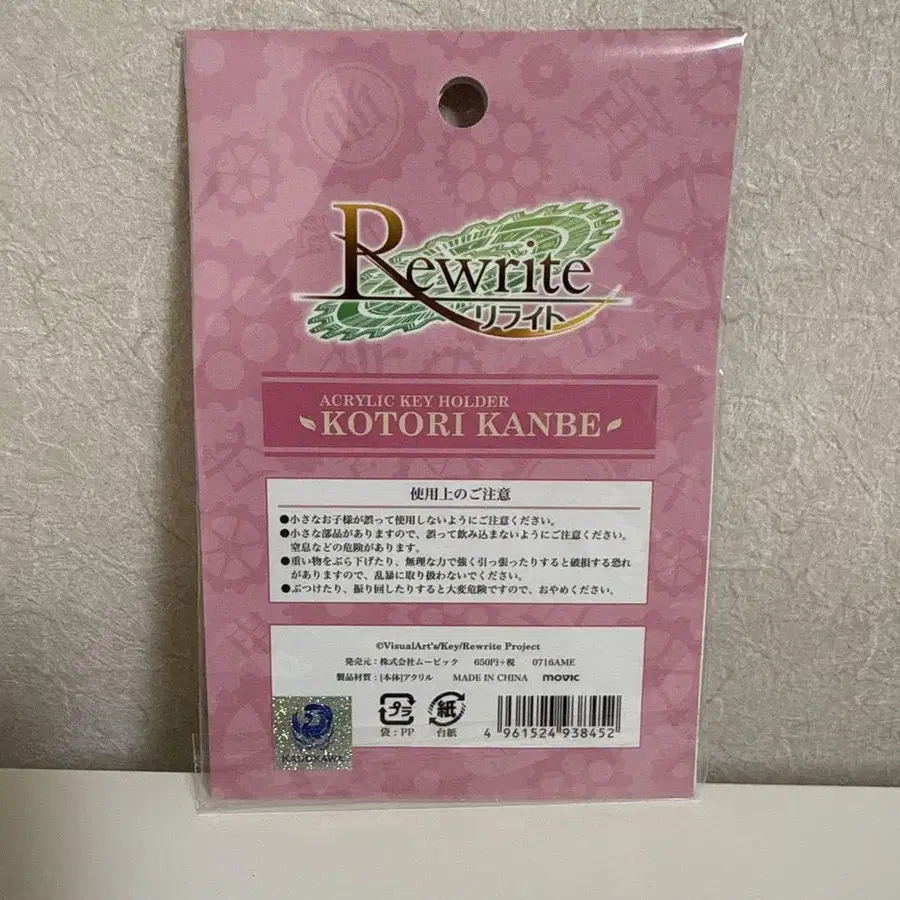 Rewrite
リライト
ACRYLIC KEY HOLDER
KOTORI KANBE
使用上のご注意
●小さなお子様が誤って使用しないようにご注意ください。
●小さな部品がありますので、誤って飲み込まないようにご注意ください。
窒息などの危険があります。
●重い物をぶら下げたり、無理な力で強く引っ張ったりすると破損する恐れ
がありますので、乱暴に取り扱わないでください。
●ぶつけたり、振り回したりすると大変危険ですので、おやめください。
©VisualArt's/Key/Rewrite Project
発売元：株式会社ムービック 650円+税 0716AME
製品材質：[本体]アクリル MADE IN CHINA movic
プラ 紙
袋：PP 台紙
4 961524 938452
KADOKAWA